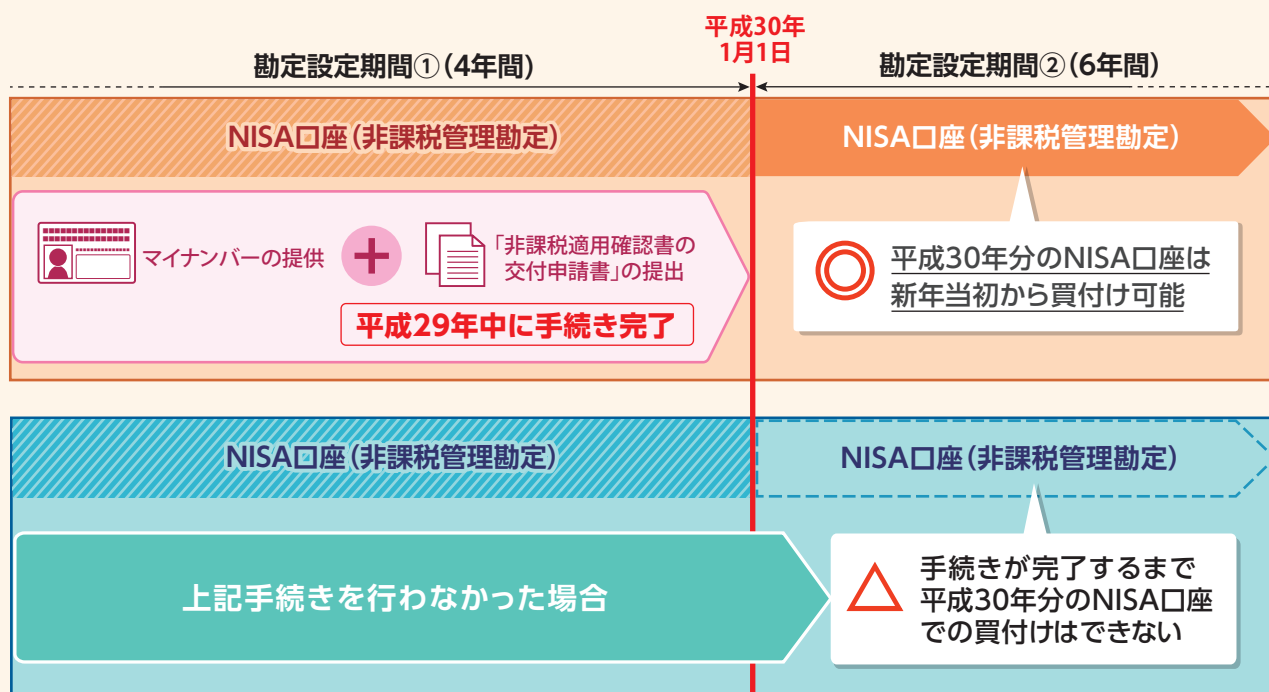 平成30年
1月1日
勘定設定期間①(4年間)
勘定設定期間②(6年間)
NISA口座(非課税管理勘定)
NISA口座(非課税管理勘定)
マイナンバーの提供
「非課税適用確認書の
交付申請書」の提出
平成29年中に手続き完了
平成30年分のNISA口座は
新年当初から買付け可能
NISA口座(非課税管理勘定)
NISA口座(非課税管理勘定)
上記手続きを行わなかった場合
手続きが完了するまで
平成30年分のNISA口座
での買付けはできない